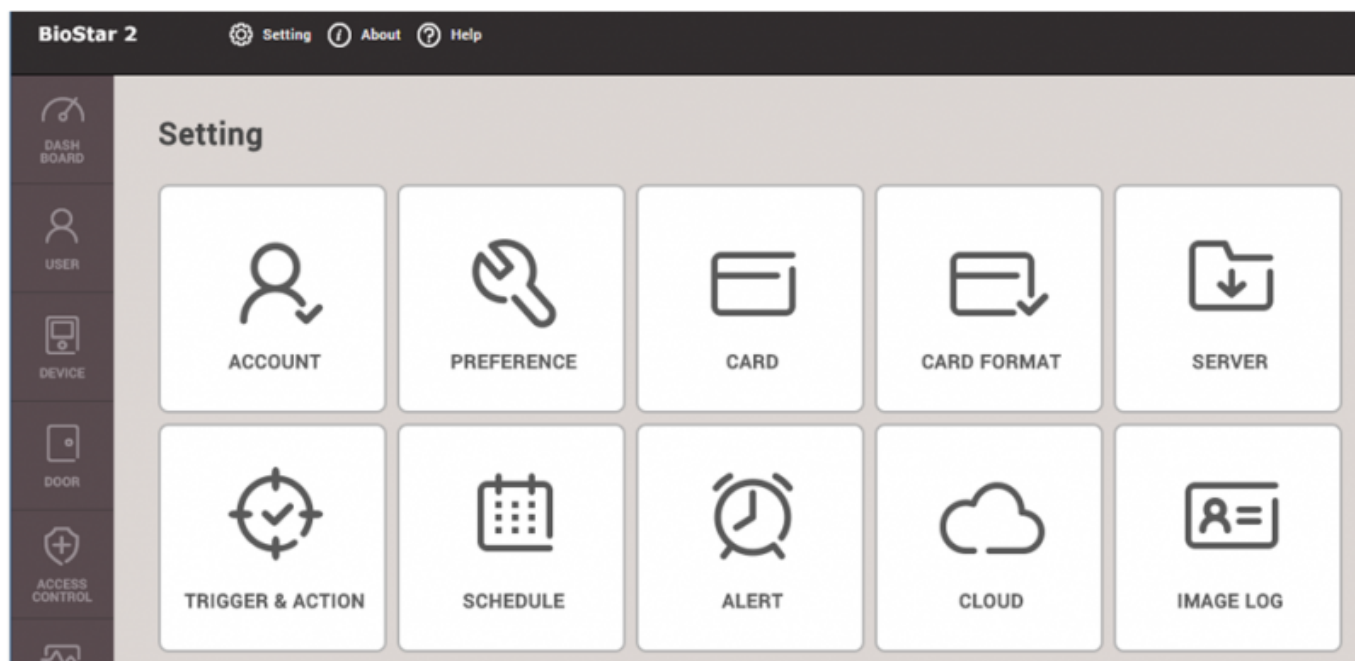 BioStar 2
Setting
About
Help
DASH
BOARD
USER
DEVICE
DOOR
ACCESS
CONTROL
Setting
ACCOUNT
PREFERENCE
CARD
CARD FORMAT
SERVER
TRIGGER & ACTION
SCHEDULE
ALERT
CLOUD
IMAGE LOG